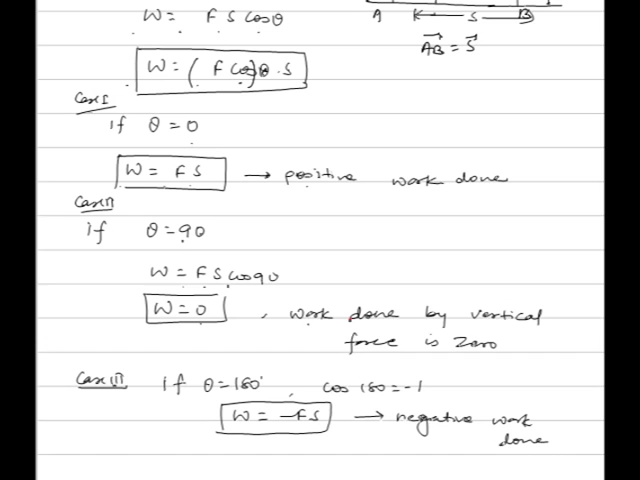 W = F S cosθ
A K S B
AB = S
W = ( F cos)θ . S
Case I
if θ = 0
W = F S → positive work done
Case II
if θ = 90
W = F S cos 90
W = 0 , work done by vertical
force is zero
Case III if θ = 180° , cos 180 = -1
W = -FS → negative work
done